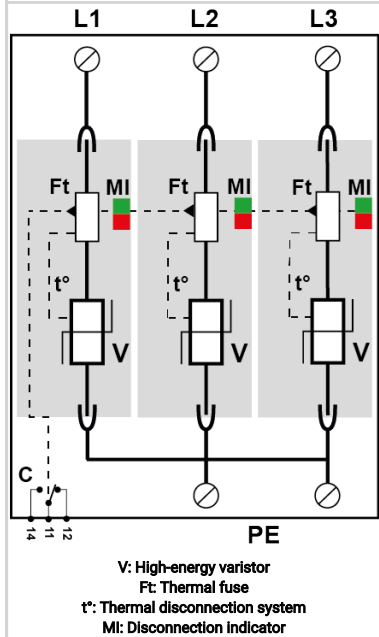 L1 L2 L3
Ft MI Ft MI Ft MI
t° t° t°
V V V
C
14 11 12
PE
V: High-energy varistor
Ft: Thermal fuse
t°: Thermal disconnection system
MI: Disconnection indicator